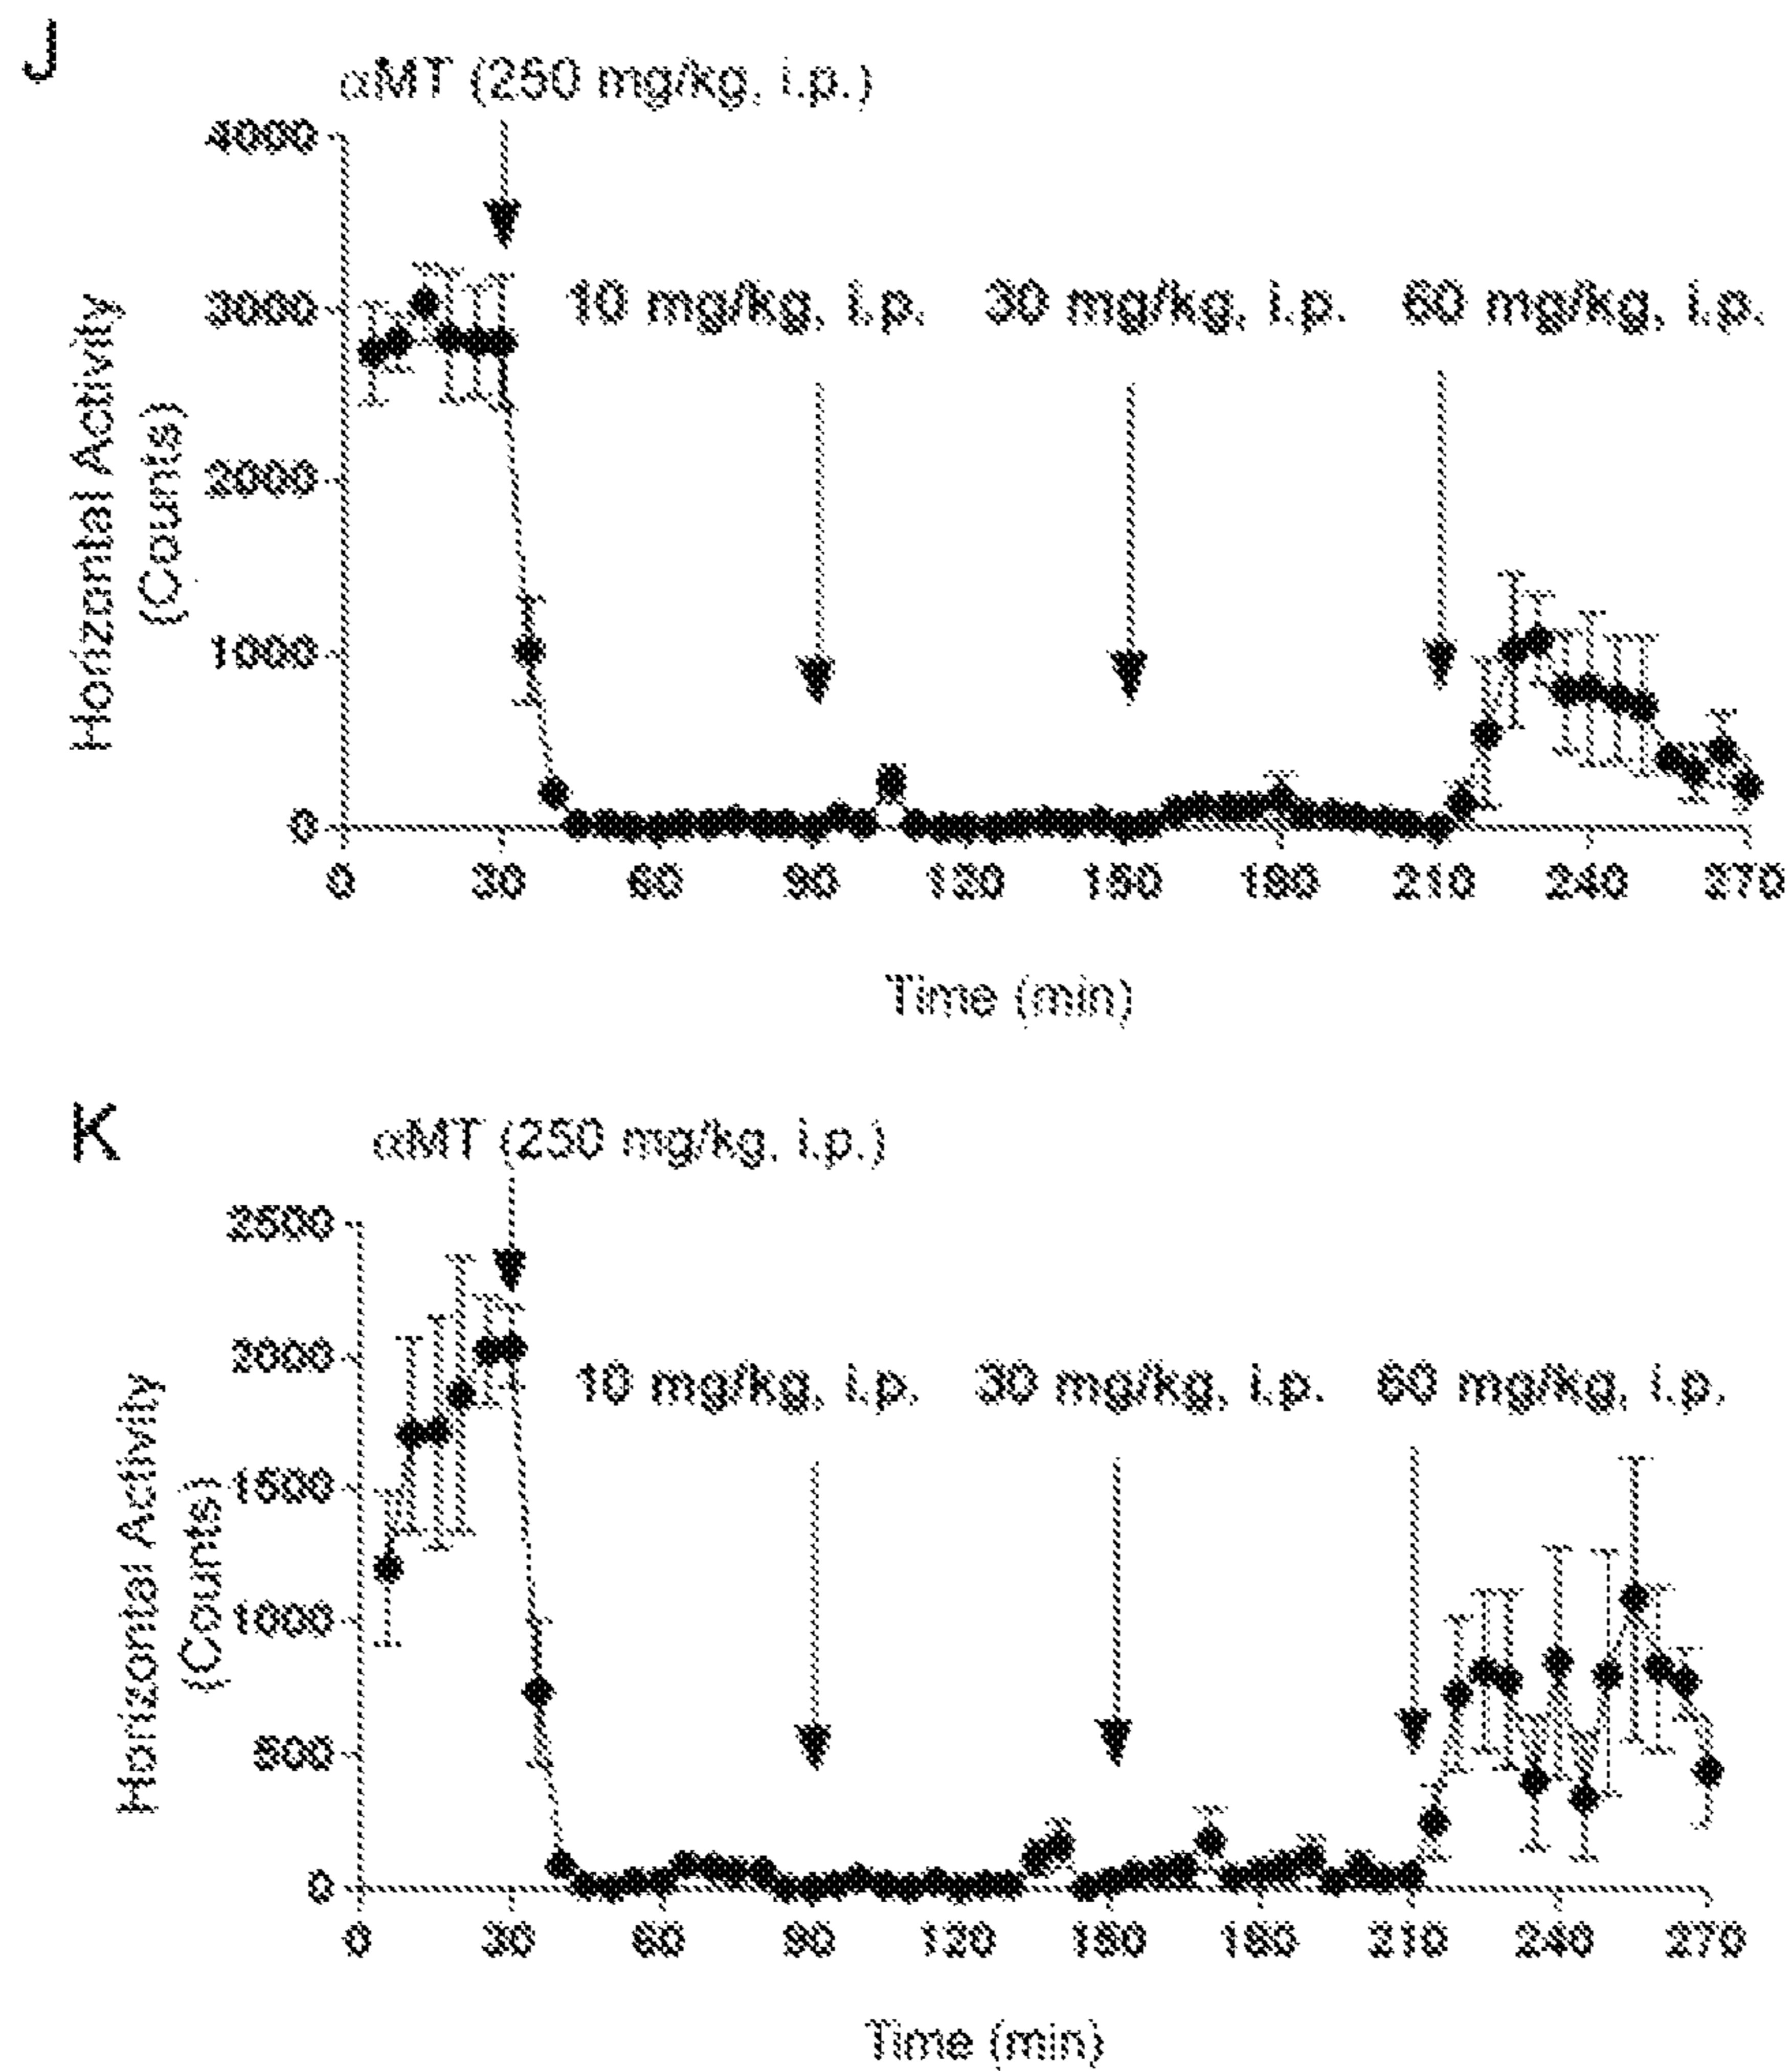 J
αMT (250 mg/kg, i.p.)
4000
3000
2000
1000
0
10 mg/kg, i.p. 30 mg/kg, i.p. 60 mg/kg, i.p.
Horizantal Activity
(Counts)
0 30 60 90 120 150 180 210 240 270
Time (min)
K
αMT (250 mg/kg, i.p.)
2500
2000
1500
1000
500
0
10 mg/kg, i.p. 30 mg/kg, i.p. 60 mg/kg, i.p.
Horizontal Activity
(Counts)
0 30 60 90 120 150 180 210 240 270
Time (min)